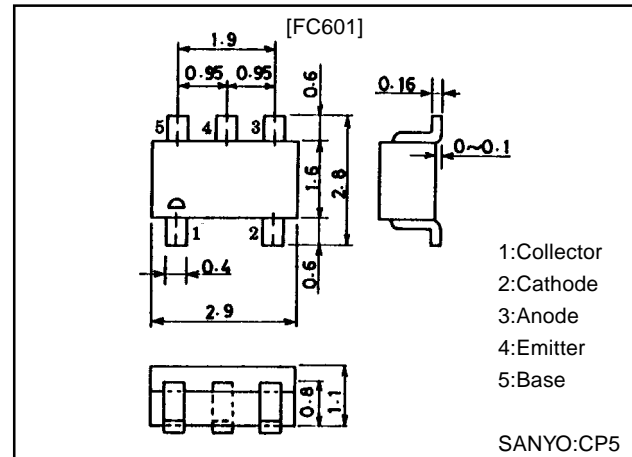 [FC601]
1.9
0.95 0.95
0.6
0.16
5 4 3
0~0.1
1.6
2.8
1 2
0.4
0.6
2.9
1:Collector
2:Cathode
3:Anode
4:Emitter
5:Base
0.8
1.1
SANYO:CP5